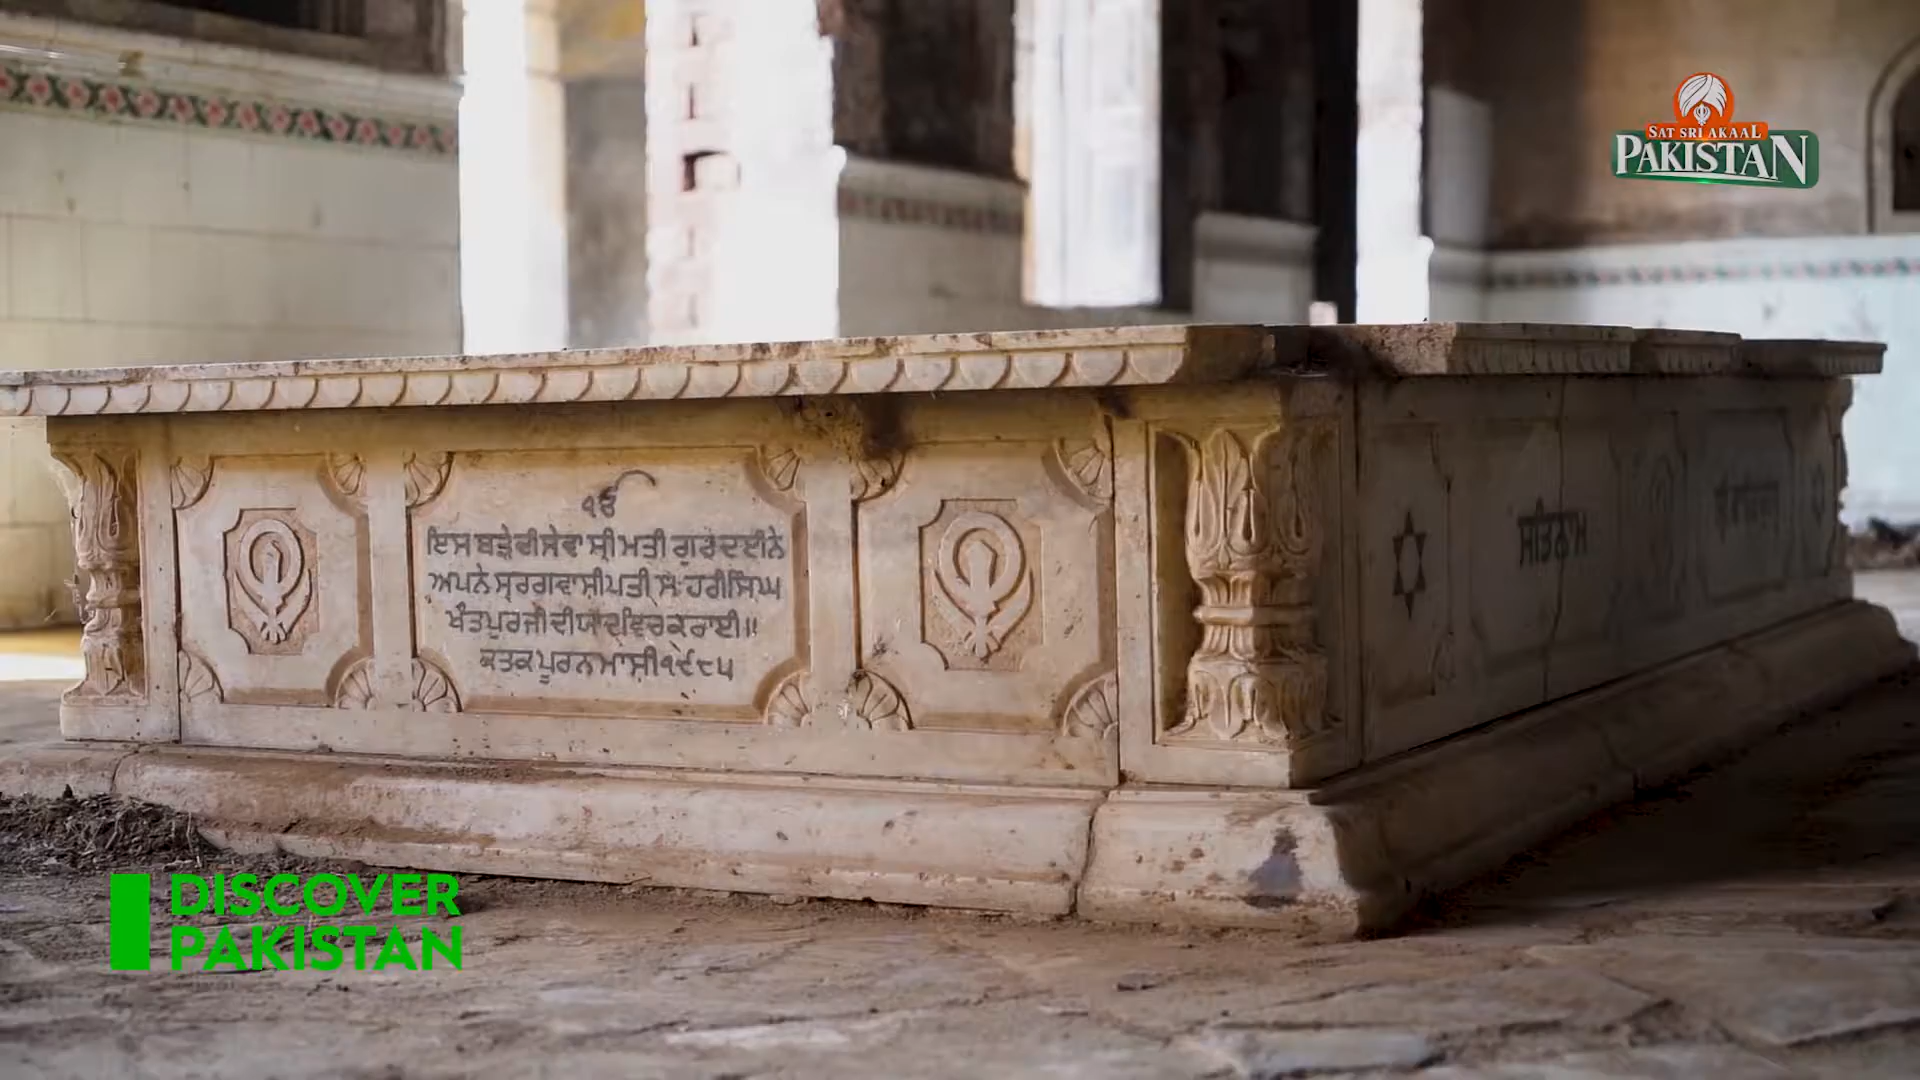 SAT SRI AKAAL
PAKISTAN
ੴ
ਇਸ ਬੜੇ ਦੀ ਸੇਵਾ ਸ੍ਰੀ ਮਤੀ ਗੁਰਦਈ ਨੇ
ਅਪਨੇ ਸ੍ਵਰਗਵਾਸੀ ਪਤੀ ਸ: ਹਰੀ ਸਿੰਘ
ਖੰਤਪੁਰ ਜੀ ਦੀ ਯਾਦ ਵਿਚ ਕਰਾਈ॥
ਕਤਕ ਪੂਰਨਮਾਸੀ ੧੯੮੫
ਸਤਿਨਾਮ
DISCOVER
PAKISTAN